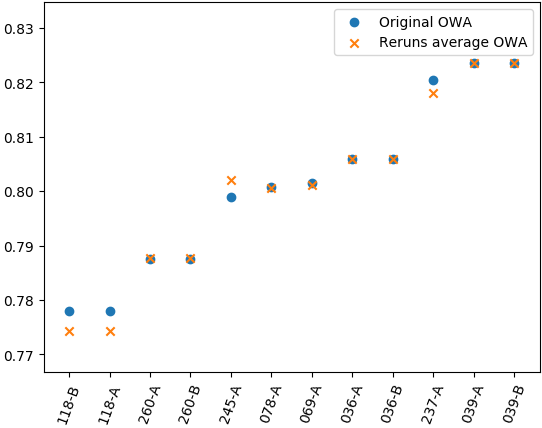 Original OWA
Reruns average OWA
0.83
0.82
0.81
0.80
0.79
0.78
0.77
118-B
118-A
260-A
260-B
245-A
078-A
069-A
036-A
036-B
237-A
039-A
039-B